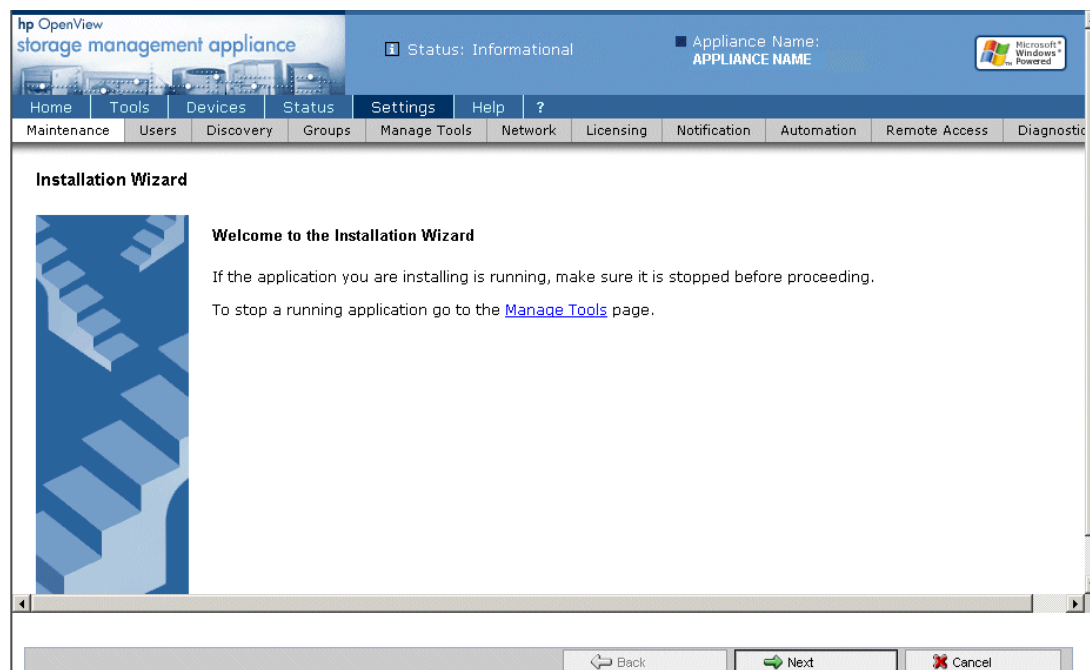 hp OpenView
storage management appliance
i Status: Informational
Appliance Name:
APPLIANCE NAME
Microsoft*
Windows*
Powered
TM
Home Tools Devices Status Settings Help ?
Maintenance Users Discovery Groups Manage Tools Network Licensing Notification Automation Remote Access Diagnostic
Installation Wizard
Welcome to the Installation Wizard
If the application you are installing is running, make sure it is stopped before proceeding.
To stop a running application go to the Manage Tools page.
Back Next Cancel